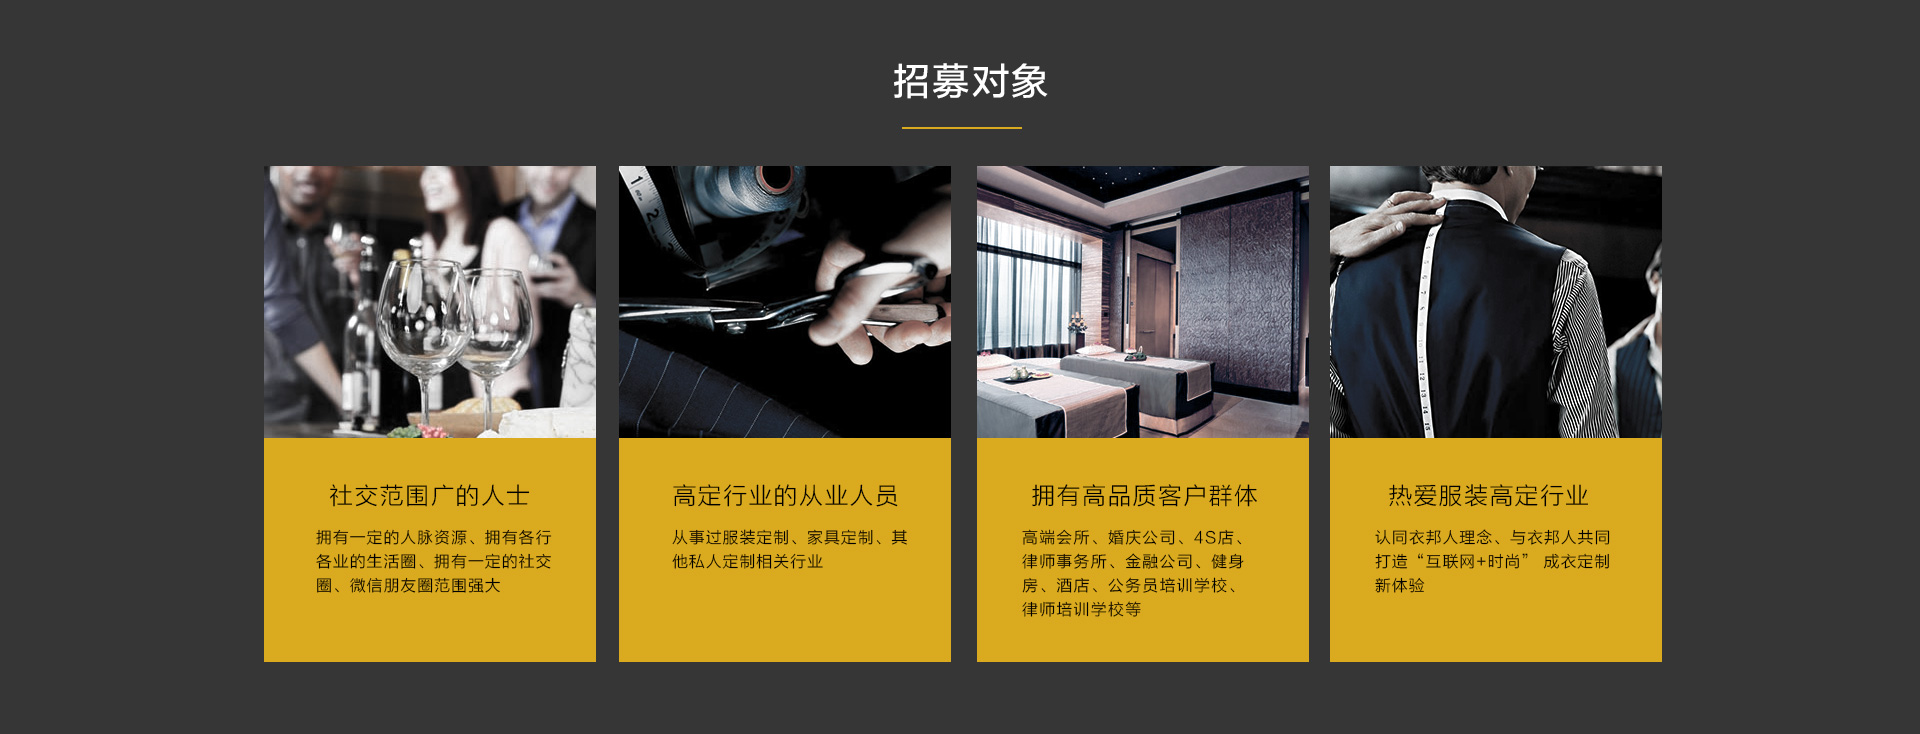 招募对象
社交范围广的人士
拥有一定的人脉资源、拥有各行
各业的生活圈、拥有一定的社交
圈、微信朋友圈范围强大
高定行业的从业人员
从事过服装定制、家具定制、其
他私人定制相关行业
拥有高品质客户群体
高端会所、婚庆公司、4S店、
律师事务所、金融公司、健身
房、酒店、公务员培训学校、
律师培训学校等
热爱服装高定行业
认同衣邦人理念、与衣邦人共同
打造“互联网+时尚” 成衣定制
新体验